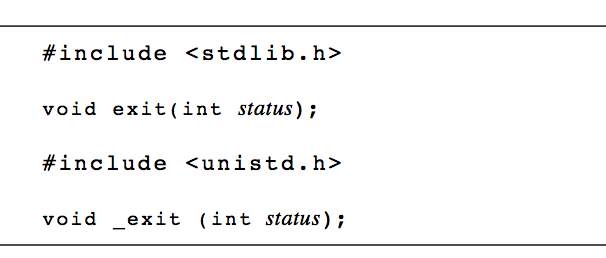 #include <stdlib.h>
void exit(int status);
#include <unistd.h>
void _exit (int status);